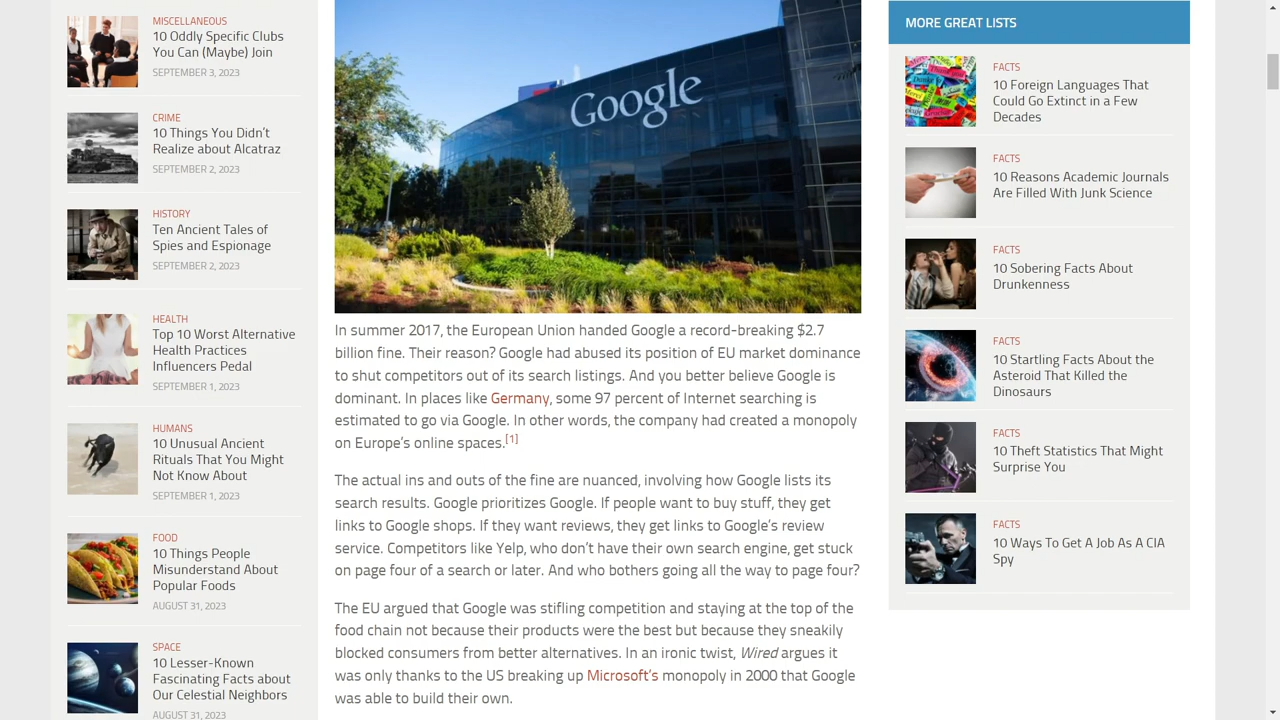 MISCELLANEOUS
10 Oddly Specific Clubs
You Can (Maybe) Join
SEPTEMBER 3, 2023
CRIME
10 Things You Didn’t
Realize about Alcatraz
SEPTEMBER 2, 2023
HISTORY
Ten Ancient Tales of
Spies and Espionage
SEPTEMBER 2, 2023
HEALTH
Top 10 Worst Alternative
Health Practices
Influencers Pedal
SEPTEMBER 1, 2023
HUMANS
10 Unusual Ancient
Rituals That You Might
Not Know About
SEPTEMBER 1, 2023
FOOD
10 Things People
Misunderstand About
Popular Foods
AUGUST 31, 2023
SPACE
10 Lesser-Known
Fascinating Facts about
Our Celestial Neighbors
AUGUST 31, 2023
Google
In summer 2017, the European Union handed Google a record-breaking $2.7
billion fine. Their reason? Google had abused its position of EU market dominance
to shut competitors out of its search listings. And you better believe Google is
dominant. In places like Germany, some 97 percent of Internet searching is
estimated to go via Google. In other words, the company had created a monopoly
on Europe’s online spaces.[1]
The actual ins and outs of the fine are nuanced, involving how Google lists its
search results. Google prioritizes Google. If people want to buy stuff, they get
links to Google shops. If they want reviews, they get links to Google’s review
service. Competitors like Yelp, who don’t have their own search engine, get stuck
on page four of a search or later. And who bothers going all the way to page four?
The EU argued that Google was stifling competition and staying at the top of the
food chain not because their products were the best but because they sneakily
blocked consumers from better alternatives. In an ironic twist, Wired argues it
was only thanks to the US breaking up Microsoft’s monopoly in 2000 that Google
was able to build their own.
MORE GREAT LISTS
FACTS
10 Foreign Languages That
Could Go Extinct in a Few
Decades
FACTS
10 Reasons Academic Journals
Are Filled With Junk Science
FACTS
10 Sobering Facts About
Drunkenness
FACTS
10 Startling Facts About the
Asteroid That Killed the
Dinosaurs
FACTS
10 Theft Statistics That Might
Surprise You
FACTS
10 Ways To Get A Job As A CIA
Spy